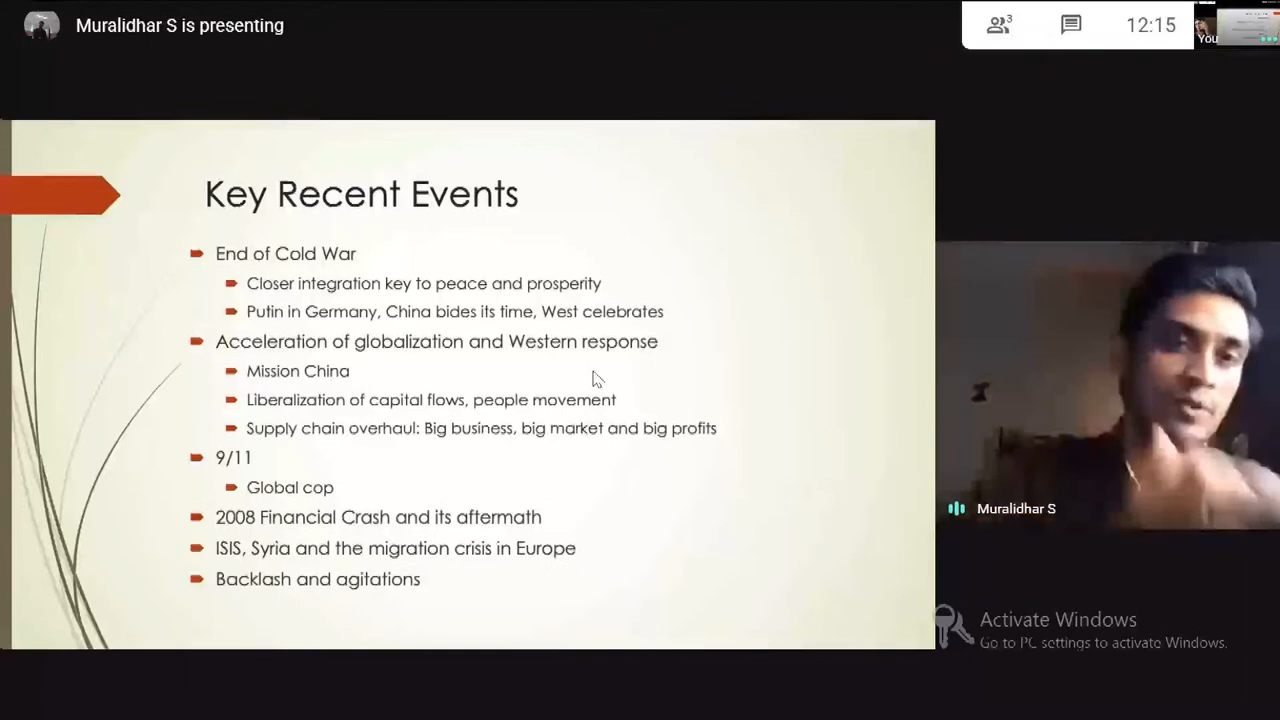 Muralidhar S is presenting
3
12:15
You
Key Recent Events
End of Cold War
Closer integration key to peace and prosperity
Putin in Germany, China bides its time, West celebrates
Acceleration of globalization and Western response
Mission China
Liberalization of capital flows, people movement
Supply chain overhaul: Big business, big market and big profits
9/11
Global cop
2008 Financial Crash and its aftermath
ISIS, Syria and the migration crisis in Europe
Backlash and agitations
Muralidhar S
Activate Windows
Go to PC settings to activate Windows.